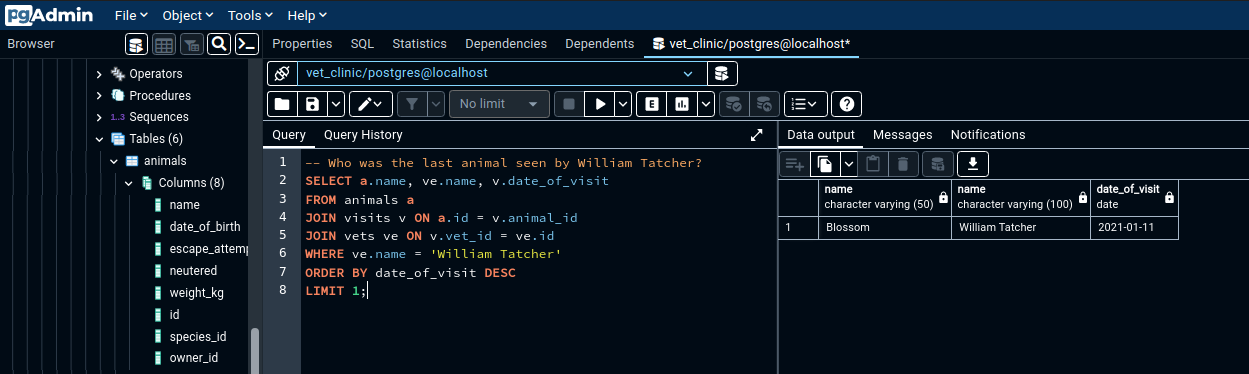 pgAdmin File Object Tools Help
Browser
Properties SQL Statistics Dependencies Dependents vet_clinic/postgres@localhost*
Operators
Procedures
1..3 Sequences
Tables (6)
animals
Columns (8)
name
date_of_birth
escape_attemp
neutered
weight_kg
id
species_id
owner_id
vet_clinic/postgres@localhost
No limit
E
Query Query History
1 -- Who was the last animal seen by William Tatcher?
2 SELECT a.name, ve.name, v.date_of_visit
3 FROM animals a
4 JOIN visits v ON a.id = v.animal_id
5 JOIN vets ve ON v.vet_id = ve.id
6 WHERE ve.name = 'William Tatcher'
7 ORDER BY date_of_visit DESC
8 LIMIT 1;
Data output Messages Notifications
name name date_of_visit
character varying (50) character varying (100) date
1 Blossom William Tatcher 2021-01-11